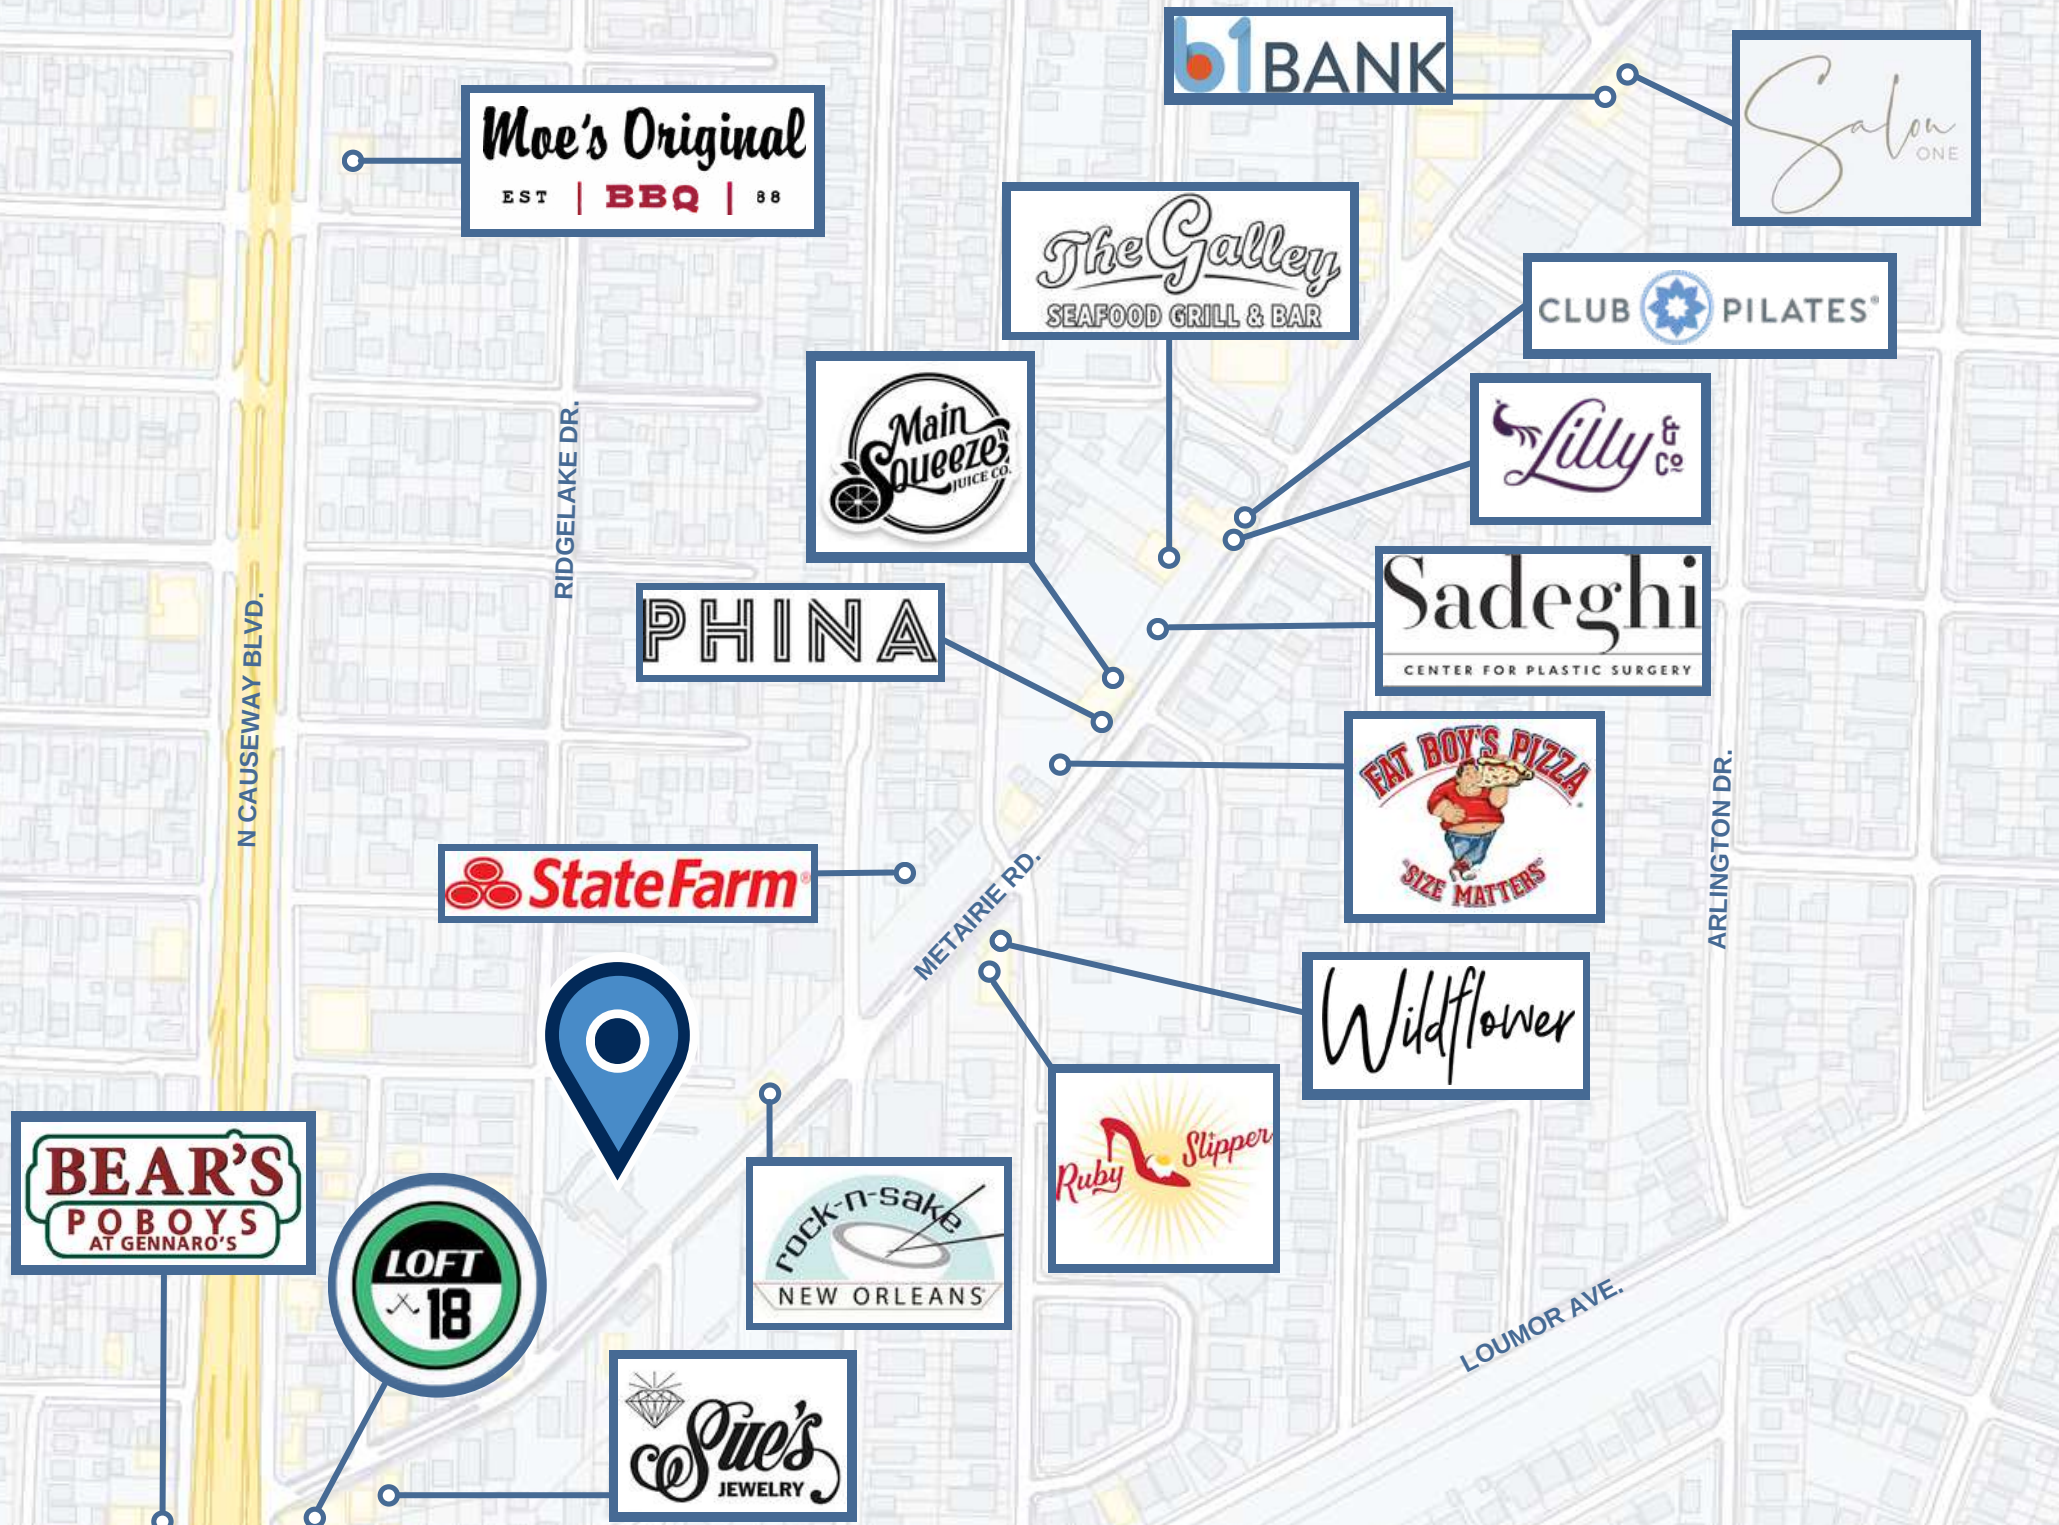 b1BANK
Salon
ONE
Moe's Original
EST | BBQ | 88
The Galley
SEAFOOD GRILL & BAR
CLUB PILATES®
Main
Squeeze
JUICE CO.
Lilly & Co
RIDGELAKE DR.
Sadeghi
CENTER FOR PLASTIC SURGERY
PHINA
N CAUSEWAY BLVD.
FAT BOY'S PIZZA
"SIZE MATTERS"
ARLINGTON DR.
StateFarm®
METAIRIE RD.
Wildflower
Ruby Slipper
BEAR'S
POBOYS
AT GENNARO'S
LOFT
18
rock-n-sake
NEW ORLEANS
LOUMOR AVE.
Sue's
JEWELRY